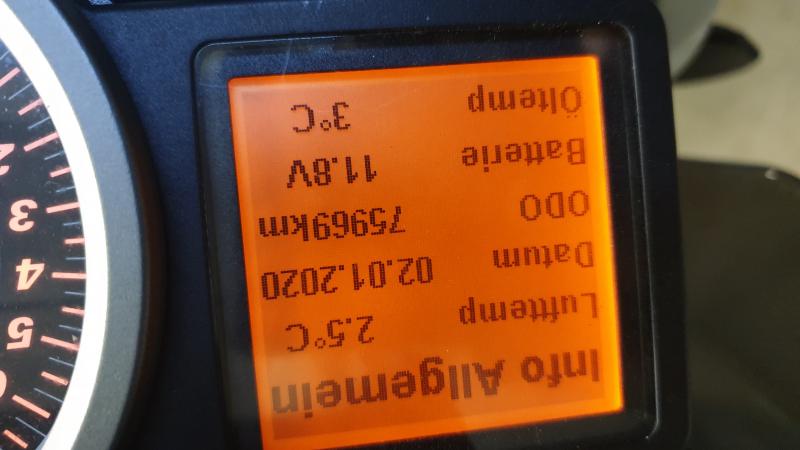 Info Allgemein
Lufttemp 2.5°C
Datum 02.01.2020
ODO 75969km
Batterie 11.8V
Öltemp 3°C
5
4
3
2